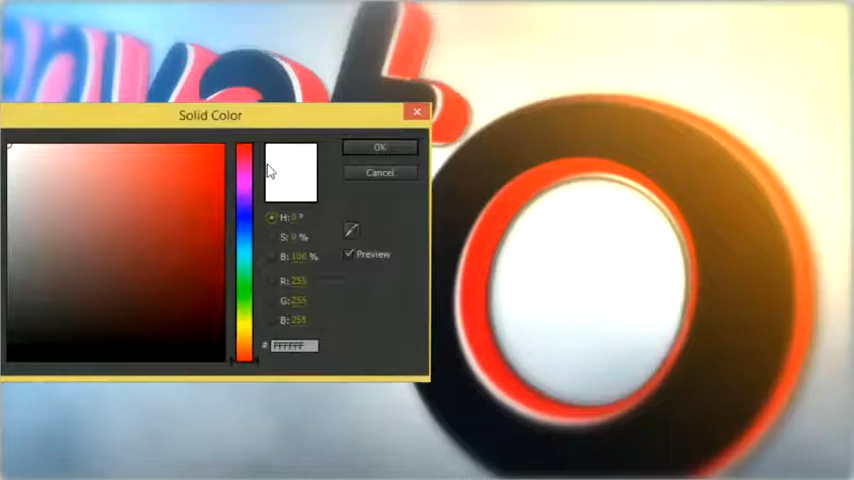 Solid Color
OK
Cancel
H: 0 °
S: 0 %
B: 100 %
Preview
R: 255
G: 255
B: 255
# FFFFFF